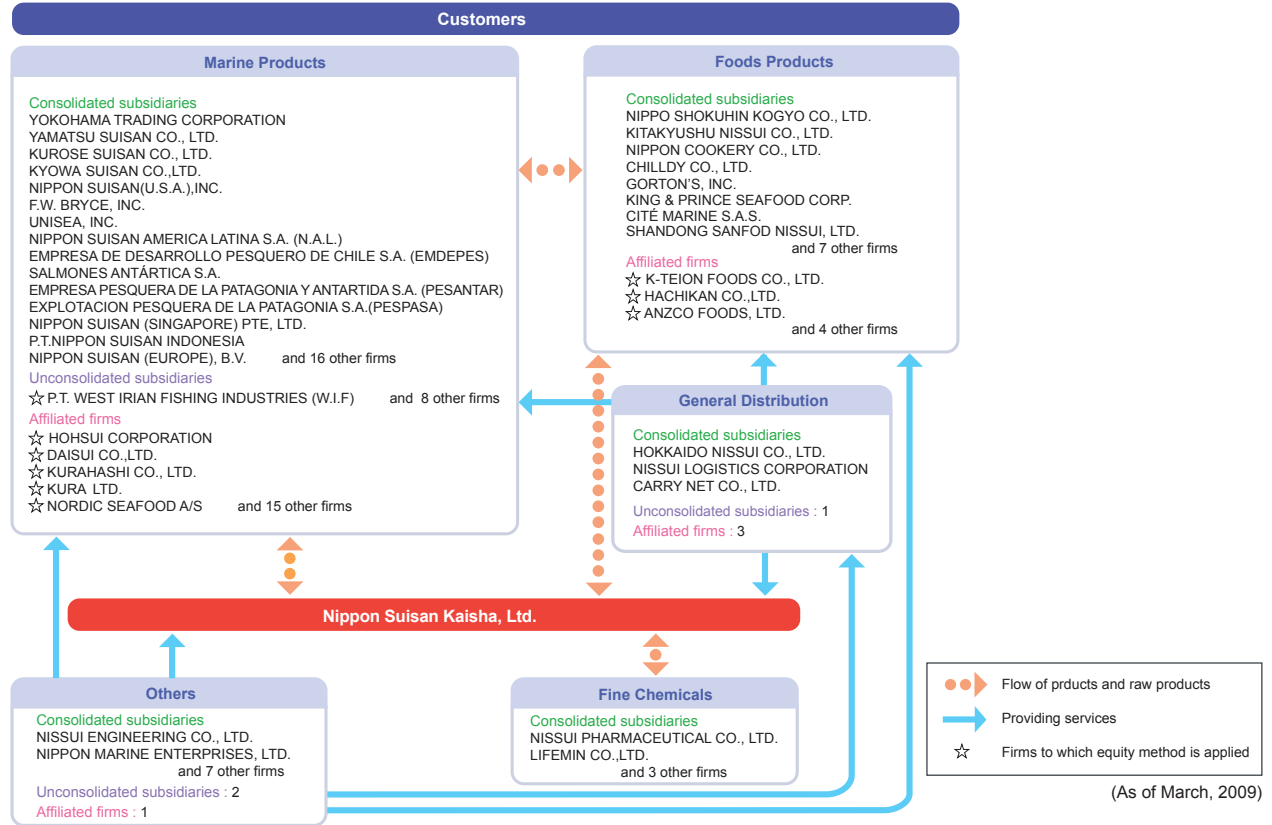 Customers
Marine Products
Consolidated subsidiaries
YOKOHAMA TRADING CORPORATION
YAMATSU SUISAN CO., LTD.
KUROSE SUISAN CO., LTD.
KYOWA SUISAN CO.,LTD.
NIPPON SUISAN(U.S.A.),INC.
F.W. BRYCE, INC.
UNISEA, INC.
NIPPON SUISAN AMERICA LATINA S.A. (N.A.L.)
EMPRESA DE DESARROLLO PESQUERO DE CHILE S.A. (EMDEPES)
SALMONES ANTÁRTICA S.A.
EMPRESA PESQUERA DE LA PATAGONIA Y ANTARTIDA S.A. (PESANTAR)
EXPLOTACION PESQUERA DE LA PATAGONIA S.A.(PESPASA)
NIPPON SUISAN (SINGAPORE) PTE, LTD.
P.T.NIPPON SUISAN INDONESIA
NIPPON SUISAN (EUROPE), B.V. and 16 other firms
Unconsolidated subsidiaries
☆ P.T. WEST IRIAN FISHING INDUSTRIES (W.I.F) and 8 other firms
Affiliated firms
☆ HOHSUI CORPORATION
☆ DAISUI CO.,LTD.
☆ KURAHASHI CO., LTD.
☆ KURA LTD.
☆ NORDIC SEAFOOD A/S and 15 other firms
Foods Products
Consolidated subsidiaries
NIPPO SHOKUHIN KOGYO CO., LTD.
KITAKYUSHU NISSUI CO., LTD.
NIPPON COOKERY CO., LTD.
CHILLDY CO., LTD.
GORTON'S, INC.
KING & PRINCE SEAFOOD CORP.
CITÉ MARINE S.A.S.
SHANDONG SANFOD NISSUI, LTD.
and 7 other firms
Affiliated firms
☆ K-TEION FOODS CO., LTD.
☆ HACHIKAN CO.,LTD.
☆ ANZCO FOODS, LTD.
and 4 other firms
General Distribution
Consolidated subsidiaries
HOKKAIDO NISSUI CO., LTD.
NISSUI LOGISTICS CORPORATION
CARRY NET CO., LTD.
Unconsolidated subsidiaries : 1
Affiliated firms : 3
Nippon Suisan Kaisha, Ltd.
Others
Consolidated subsidiaries
NISSUI ENGINEERING CO., LTD.
NIPPON MARINE ENTERPRISES, LTD.
and 7 other firms
Unconsolidated subsidiaries : 2
Affiliated firms : 1
Fine Chemicals
Consolidated subsidiaries
NISSUI PHARMACEUTICAL CO., LTD.
LIFEMIN CO.,LTD.
and 3 other firms
Flow of prducts and raw products
Providing services
☆ Firms to which equity method is applied
(As of March, 2009)